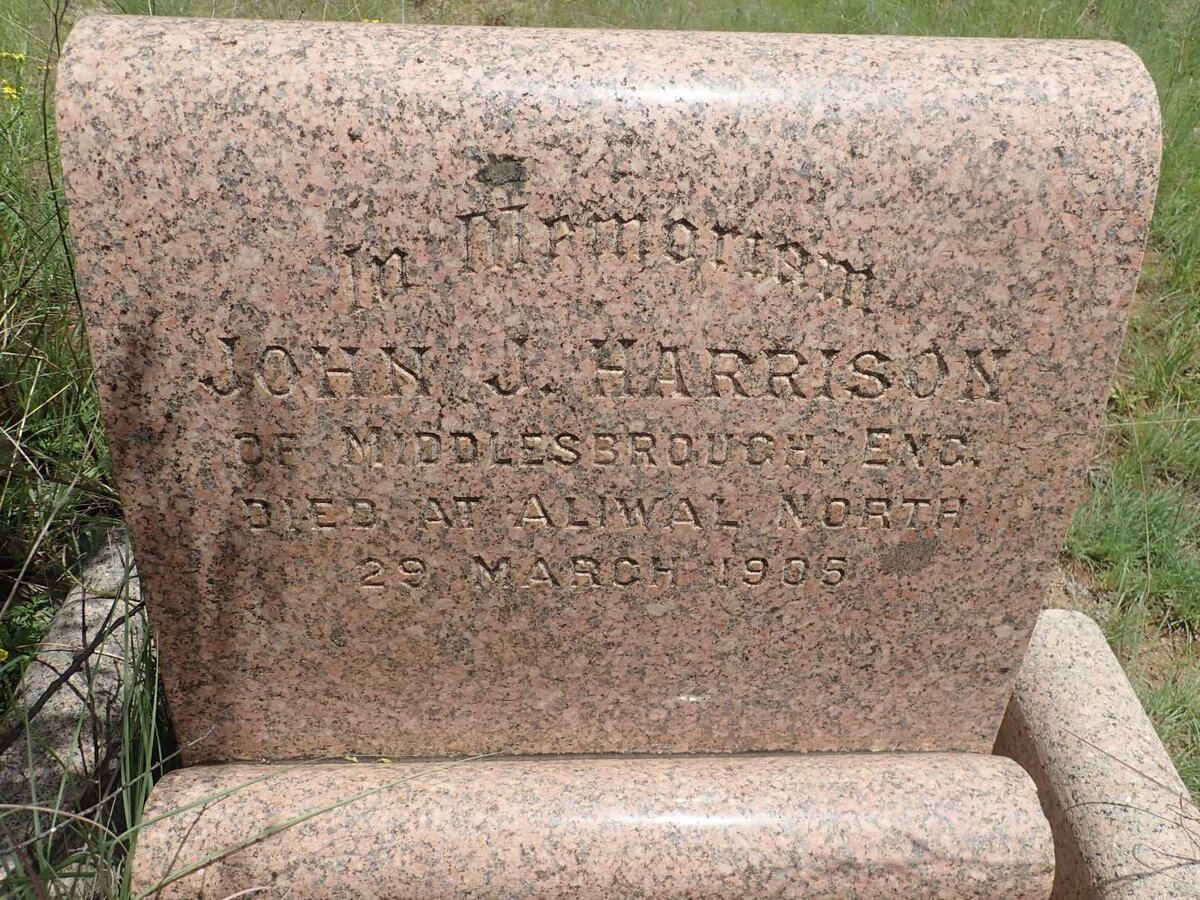 In Memoriam
JOHN J. HARRISON
OF MIDDLESBROUGH. ENG.
DIED AT ALIWAL NORTH
29 MARCH 1905